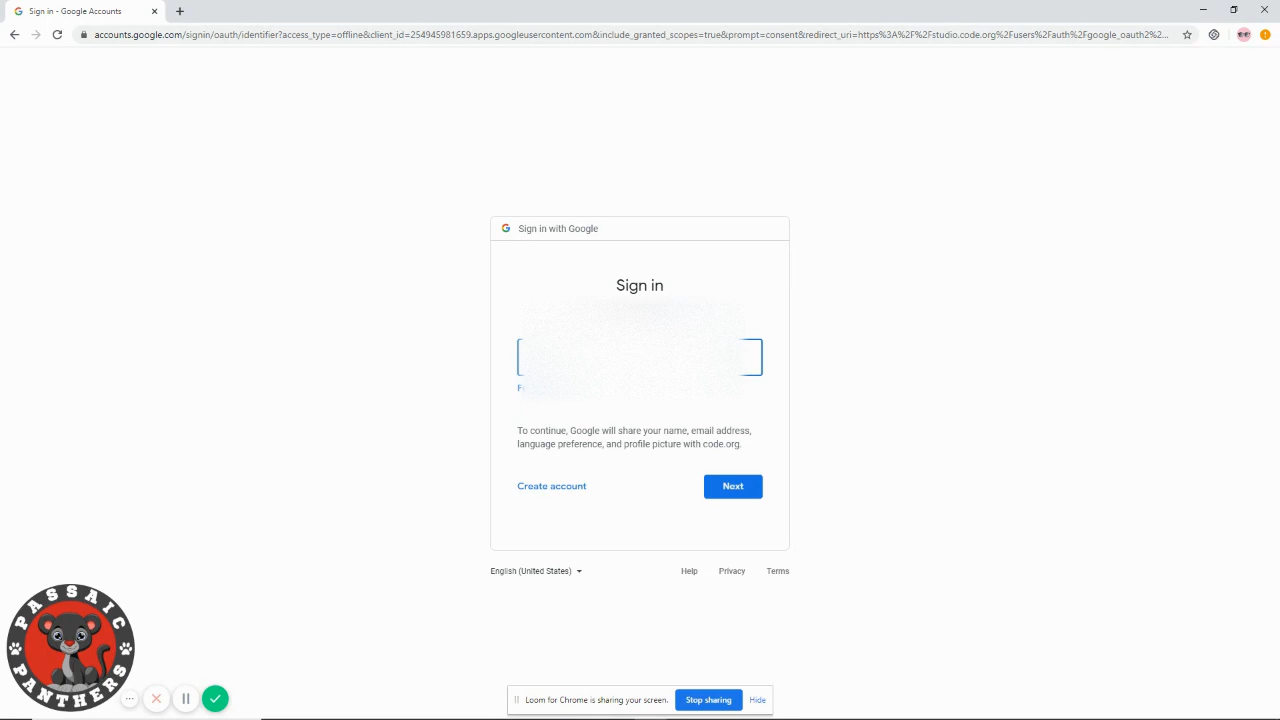 Sign in - Google Accounts
accounts.google.com/signin/oauth/identifier?access_type=offline&client_id=254945981659.apps.googleusercontent.com&include_granted_scopes=true&prompt=consent&redirect_uri=https%3A%2F%2Fstudio.code.org%2Fusers%2Fauth%2Fgoogle_oauth2%2...
Sign in with Google
Sign in
To continue, Google will share your name, email address,
language preference, and profile picture with code.org.
Create account
Next
English (United States)
Help
Privacy
Terms
PASSAIC
PANTHERS
Loom for Chrome is sharing your screen.
Stop sharing
Hide